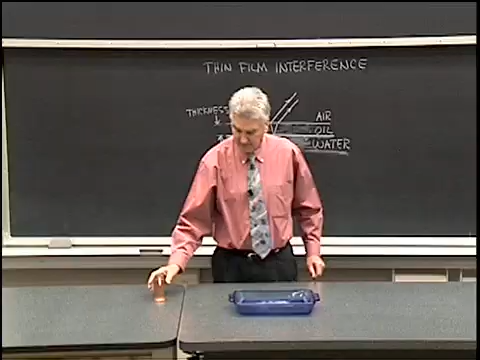 THIN FILM INTERFERENCE
THICKNESS
AIR
OIL
WATER